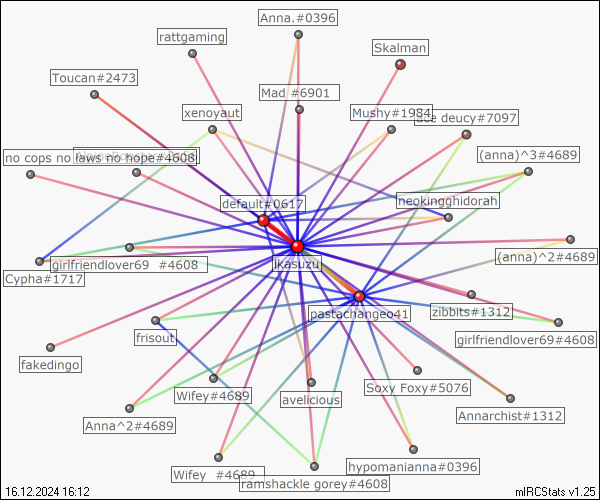 Anna.#0396
rattgaming
Skalman
Toucan#2473
Mad #6901
xenoyaut
Mushy#1984
deucy#7097
no cops no laws no hope#4608
(anna)^3#4689
default#0617
neokingghidorah
(anna)^2#4689
jkasuzu
girlfriendlover69 #4608
Cypha#1717
pastachangeo41
zibbits#1312
frisout
girlfriendlover69#4608
fakedingo
Soxy Foxy#5076
Wifey#4689
avelicious
Annarchist#1312
Anna^2#4689
hypomanianna#0396
Wifey #4689
ramshackle gorey#4608
16.12.2024 16:12
mIRCStats v1.25